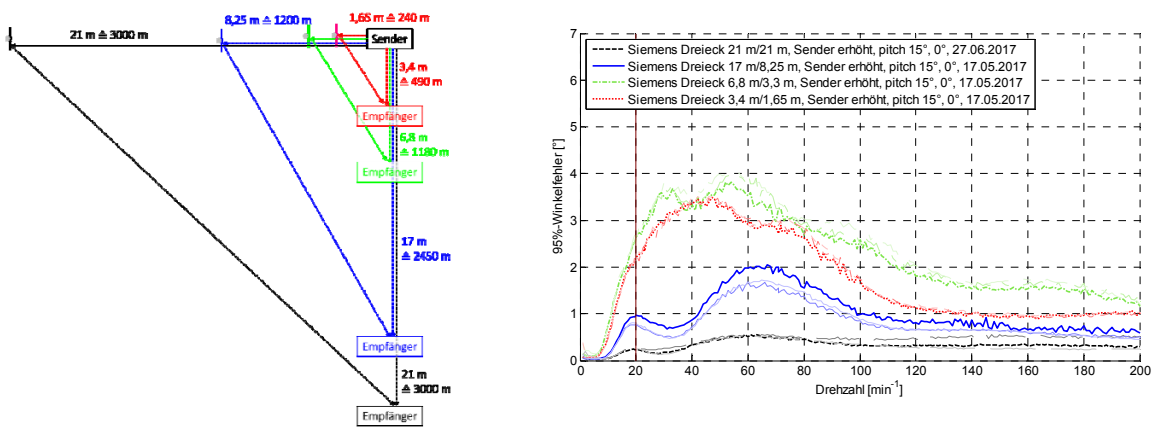 1,65 m ≙ 240 m
8,25 m ≙ 1200 m
21 m ≙ 3000 m
Sender
3,4 m
≙ 490 m
Empfänger
6,8 m
≙ 1180 m
Empfänger
17 m
≙ 2450 m
Empfänger
21 m
≙ 3000 m
Empfänger
Siemens Dreieck 21 m/21 m, Sender erhöht, pitch 15°, 0°, 27.06.2017
Siemens Dreieck 17 m/8,25 m, Sender erhöht, pitch 15°, 0°, 17.05.2017
Siemens Dreieck 6,8 m/3,3 m, Sender erhöht, pitch 15°, 0°, 17.05.2017
Siemens Dreieck 3,4 m/1,65 m, Sender erhöht, pitch 15°, 0°, 17.05.2017
95%-Winkelfehler [°]
7
6
5
4
3
2
1
0
0 20 40 60 80 100 120 140 160 180 200
Drehzahl [min⁻¹]